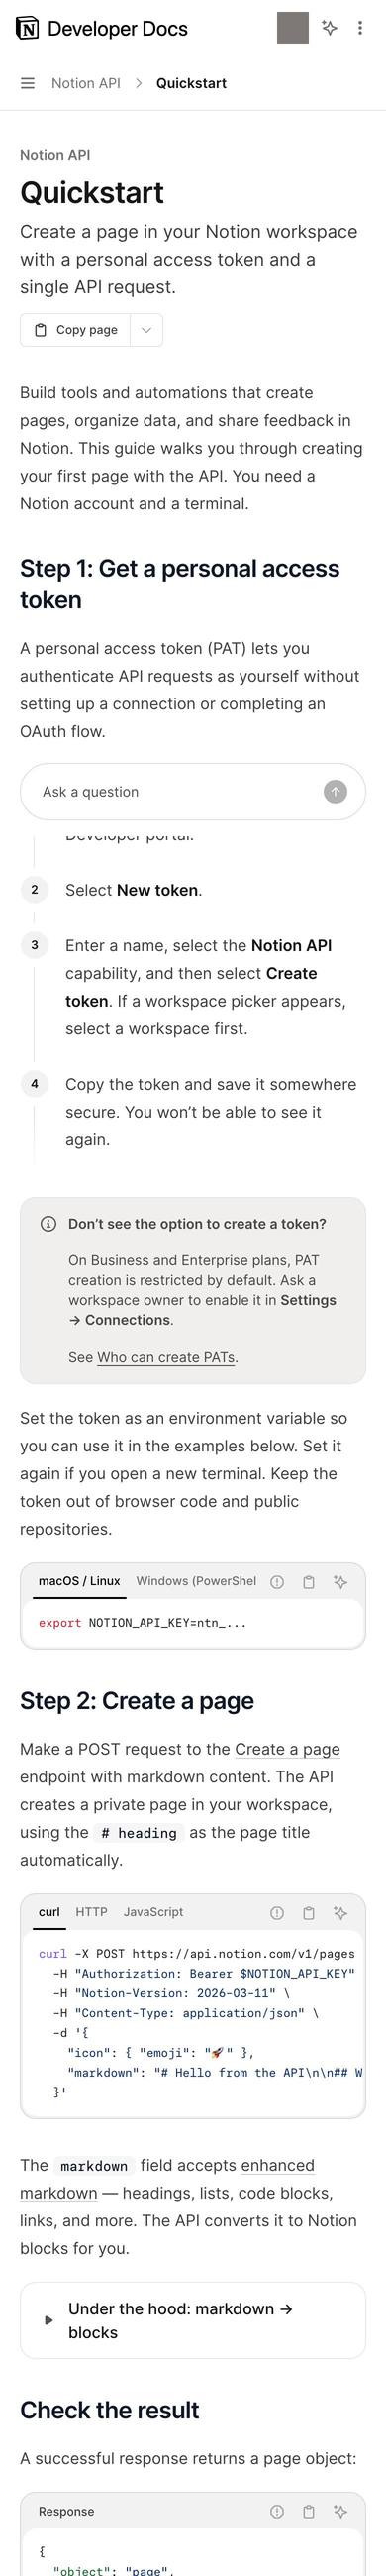 Developer Docs
Notion API > Quickstart
Notion API
Quickstart
Create a page in your Notion workspace
with a personal access token and a
single API request.
Copy page
Build tools and automations that create
pages, organize data, and share feedback in
Notion. This guide walks you through creating
your first page with the API. You need a
Notion account and a terminal.
Step 1: Get a personal access
token
A personal access token (PAT) lets you
authenticate API requests as yourself without
setting up a connection or completing an
OAuth flow.
Ask a question
Developer portal.
2 Select New token.
3 Enter a name, select the Notion API
capability, and then select Create
token. If a workspace picker appears,
select a workspace first.
4 Copy the token and save it somewhere
secure. You won’t be able to see it
again.
Don’t see the option to create a token?
On Business and Enterprise plans, PAT
creation is restricted by default. Ask a
workspace owner to enable it in Settings
→ Connections.
See Who can create PATs.
Set the token as an environment variable so
you can use it in the examples below. Set it
again if you open a new terminal. Keep the
token out of browser code and public
repositories.
macOS / Linux Windows (PowerShel
export NOTION_API_KEY=ntn_...
Step 2: Create a page
Make a POST request to the Create a page
endpoint with markdown content. The API
creates a private page in your workspace,
using the # heading as the page title
automatically.
curl HTTP JavaScript
curl -X POST https://api.notion.com/v1/pages
-H "Authorization: Bearer $NOTION_API_KEY"
-H "Notion-Version: 2026-03-11" \
-H "Content-Type: application/json" \
-d '{
"icon": { "emoji": "🚀" },
"markdown": "# Hello from the API\n\n## W
}'
The markdown field accepts enhanced
markdown — headings, lists, code blocks,
links, and more. The API converts it to Notion
blocks for you.
Under the hood: markdown →
blocks
Check the result
A successful response returns a page object:
Response
{
"object": "page",